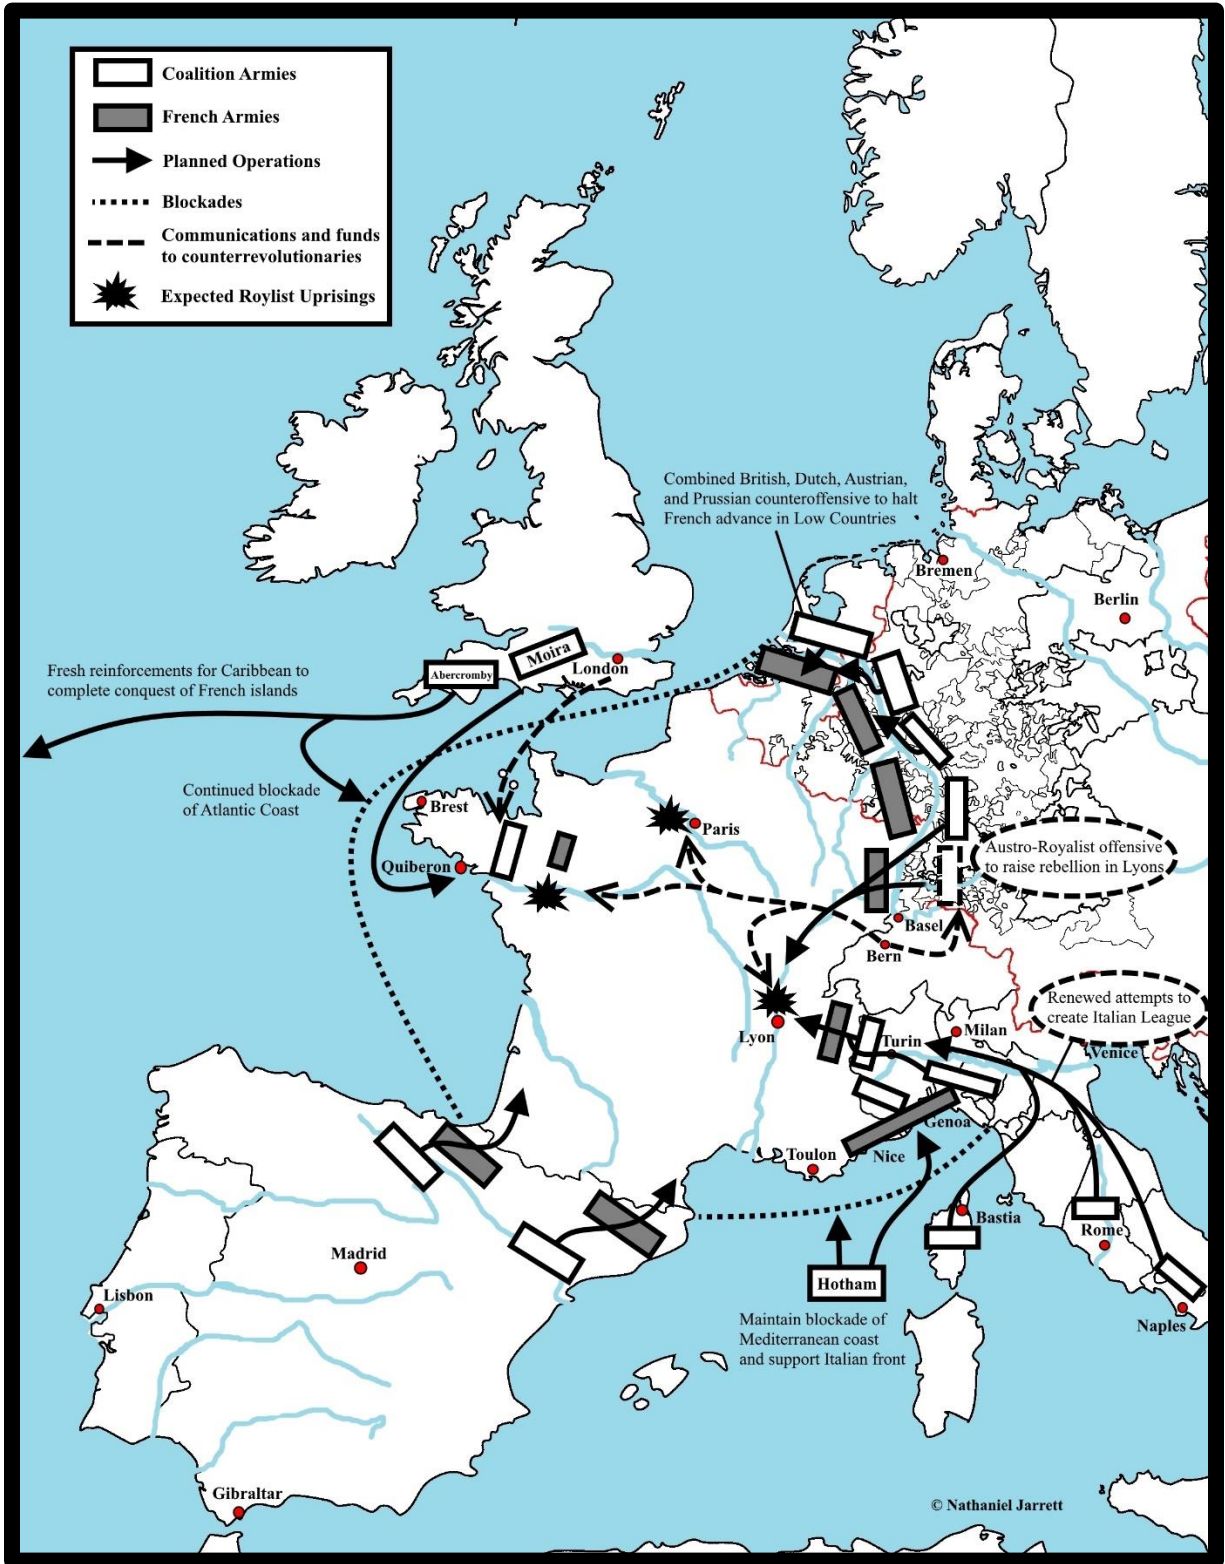 Coalition Armies
French Armies
Planned Operations
Blockades
Communications and funds
to counterrevolutionaries
Expected Roylist Uprisings
Combined British, Dutch, Austrian,
and Prussian counteroffensive to halt
French advance in Low Countries
Bremen
Berlin
Moira
London
Abercromby
Fresh reinforcements for Caribbean to
complete conquest of French islands
Continued blockade
of Atlantic Coast
Brest
Paris
Quiberon
Austro-Royalist offensive
to raise rebellion in Lyons
Basel
Bern
Renewed attempts to
create Italian League
Lyon
Turin
Milan
Venice
Genoa
Nice
Toulon
Bastia
Rome
Madrid
Lisbon
Hotham
Naples
Maintain blockade of
Mediterranean coast
and support Italian front
Gibraltar
© Nathaniel Jarrett